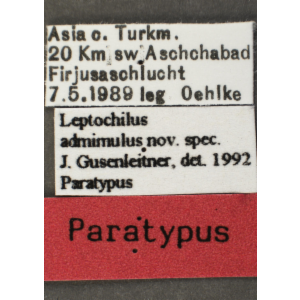 Asia c. Turkm.
20 Km sw Aschchabad
Firjusaschlucht
7.5.1989 leg Oehlke
Leptochilus
admimulus nov. spec.
J. Gusenleitner, det. 1992
Paratypus
Paratypus